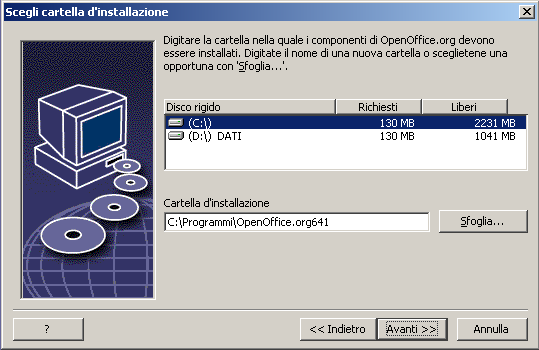 Scegli cartella d'installazione
Digitare la cartella nella quale i componenti di OpenOffice.org devono
essere installati. Digitate il nome di una nuova cartella o sceglietene una
opportuna con 'Sfoglia...'.
Disco rigido Richiesti Liberi
(C:\) 130 MB 2231 MB
(D:\) DATI 130 MB 1041 MB
Cartella d'installazione
C:\Programmi\OpenOffice.org641
Sfoglia...
? << Indietro Avanti >> Annulla